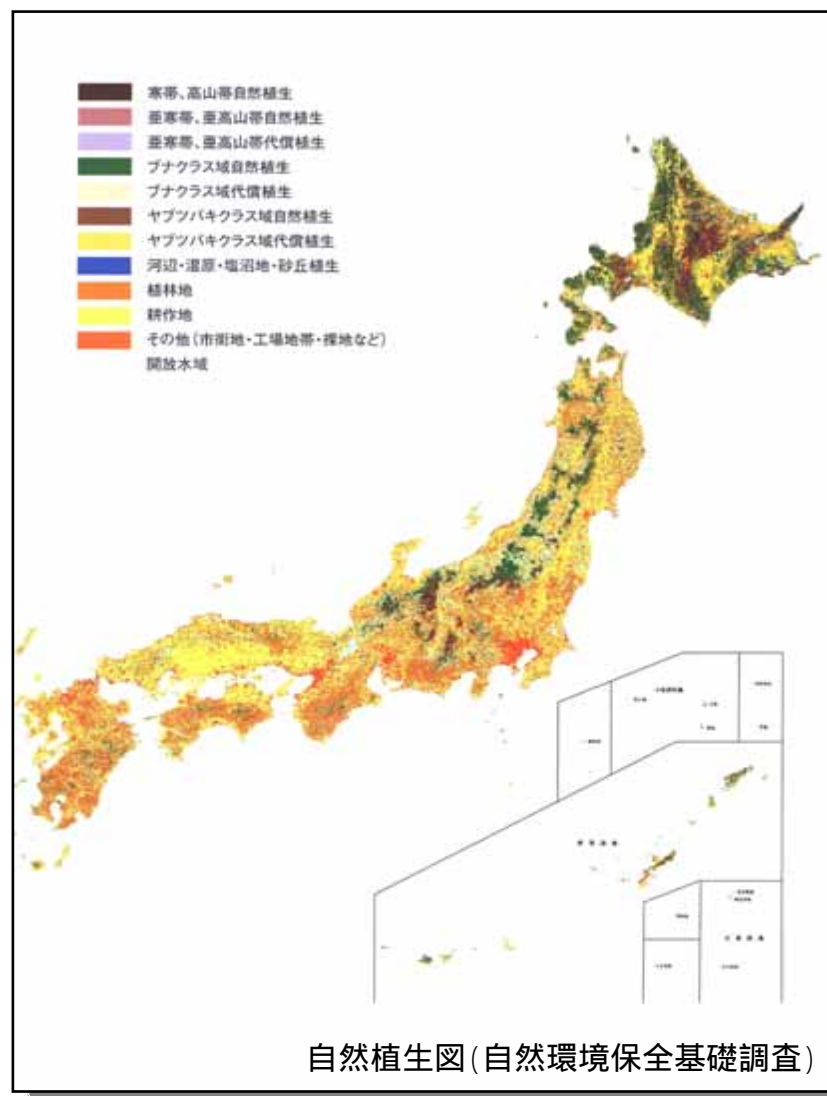 寒帯、高山帯自然植生
亜寒帯、亜高山帯自然植生
亜寒帯、亜高山帯代償植生
ブナクラス域自然植生
ブナクラス域代償植生
ヤブツバキクラス域自然植生
ヤブツバキクラス域代償植生
河辺・湿原・塩沼地・砂丘植生
植林地
耕作地
その他（市街地・工場地帯・裸地など）
開放水域
自然植生図(自然環境保全基礎調査)